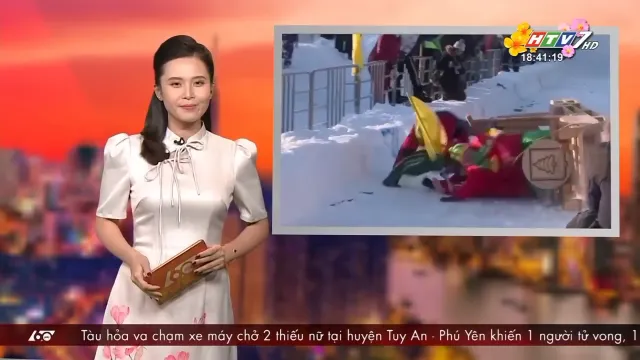 HTV7 HD
18:41:19
60
60 Tàu hỏa va chạm xe máy chở 2 thiếu nữ tại huyện Tuy An - Phú Yên khiến 1 người tử vong, 1